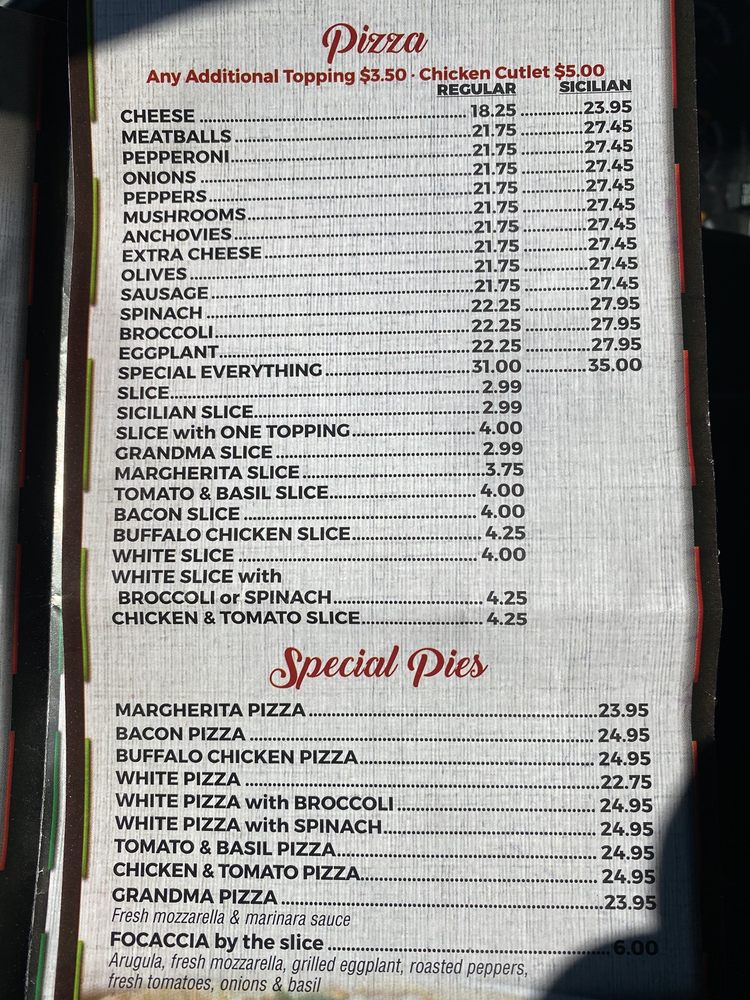 Pizza
Any Additional Topping $3.50 · Chicken Cutlet $5.00
REGULAR SICILIAN
CHEESE 18.25 23.95
MEATBALLS 21.75 27.45
PEPPERONI 21.75 27.45
ONIONS 21.75 27.45
PEPPERS 21.75 27.45
MUSHROOMS 21.75 27.45
ANCHOVIES 21.75 27.45
EXTRA CHEESE 21.75 27.45
OLIVES 21.75 27.45
SAUSAGE 21.75 27.45
SPINACH 22.25 27.95
BROCCOLI 22.25 27.95
EGGPLANT 22.25 27.95
SPECIAL EVERYTHING 31.00 35.00
SLICE 2.99
SICILIAN SLICE 2.99
SLICE with ONE TOPPING 4.00
GRANDMA SLICE 2.99
MARGHERITA SLICE 3.75
TOMATO & BASIL SLICE 4.00
BACON SLICE 4.00
BUFFALO CHICKEN SLICE 4.25
WHITE SLICE 4.00
WHITE SLICE with
BROCCOLI or SPINACH 4.25
CHICKEN & TOMATO SLICE 4.25
Special Pies
MARGHERITA PIZZA 23.95
BACON PIZZA 24.95
BUFFALO CHICKEN PIZZA 24.95
WHITE PIZZA 22.75
WHITE PIZZA with BROCCOLI 24.95
WHITE PIZZA with SPINACH 24.95
TOMATO & BASIL PIZZA 24.95
CHICKEN & TOMATO PIZZA 24.95
GRANDMA PIZZA 23.95
Fresh mozzarella & marinara sauce
FOCACCIA by the slice 6.00
Arugula, fresh mozzarella, grilled eggplant, roasted peppers,
fresh tomatoes, onions & basil